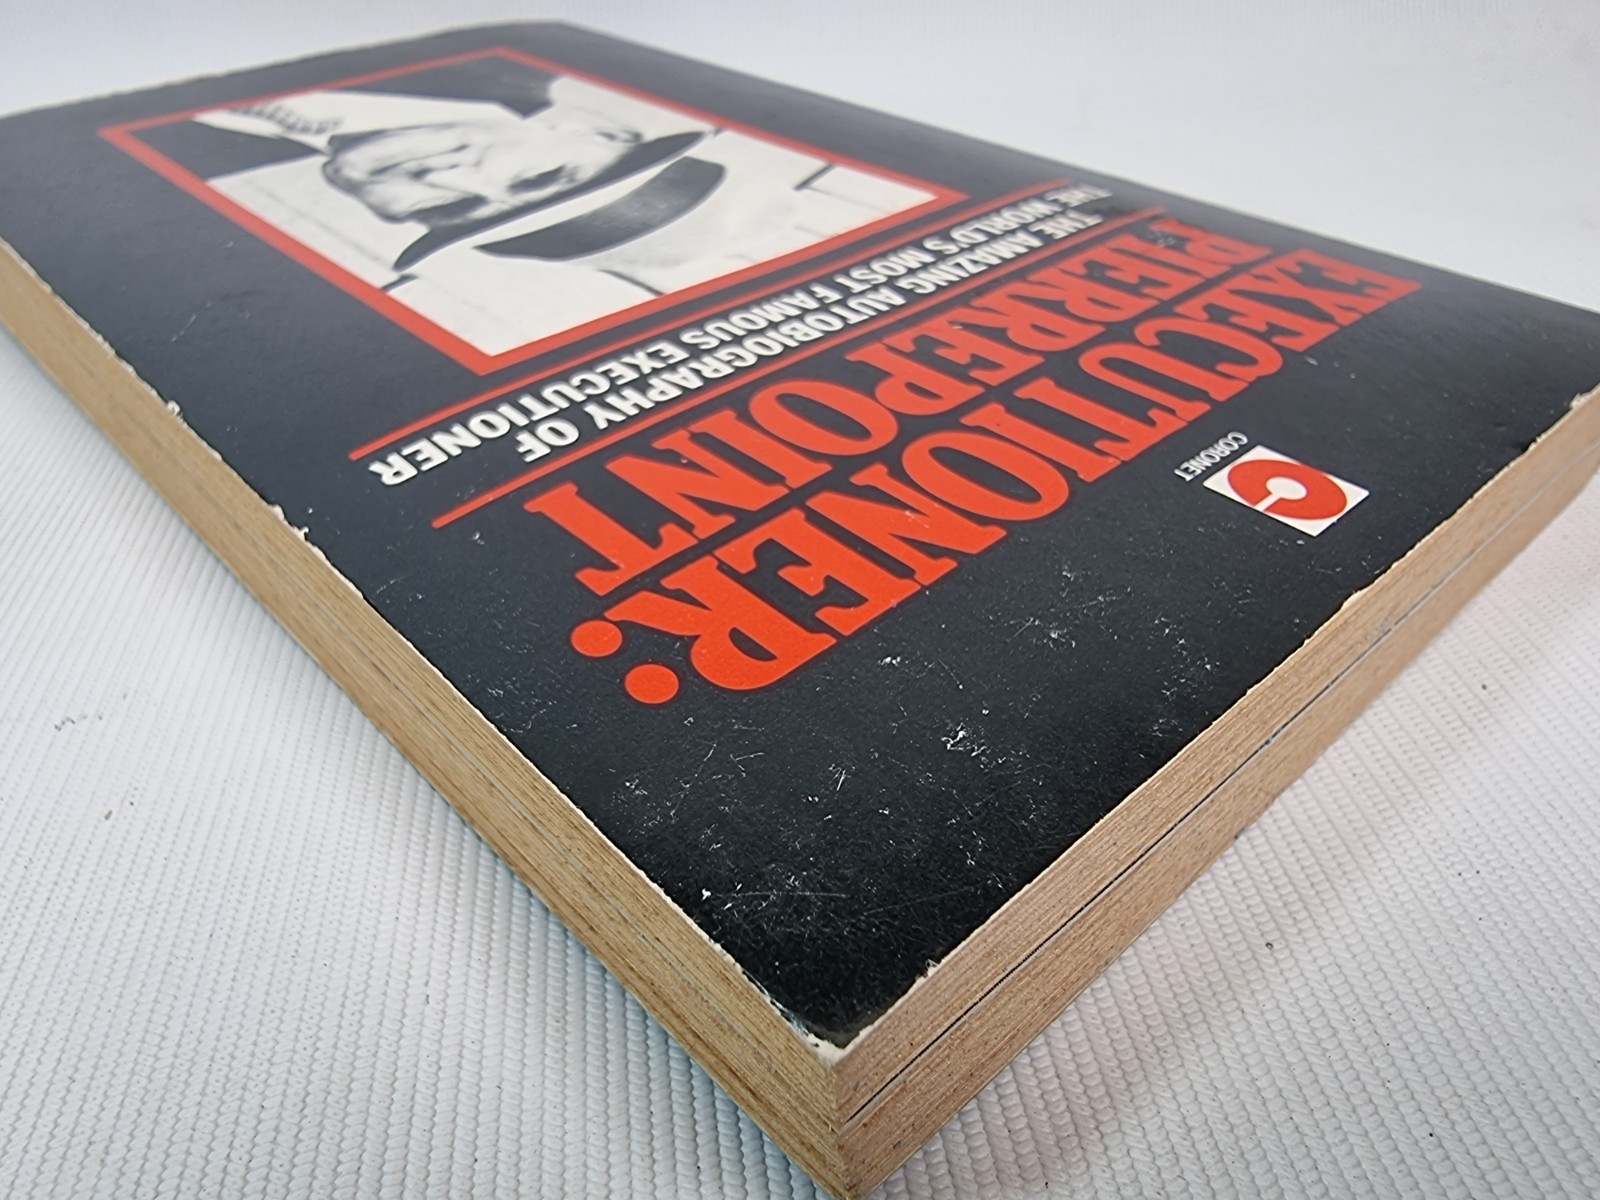 CORONET
EXECUTIONER:
PIERREPOINT
THE AMAZING AUTOBIOGRAPHY OF
THE WORLD'S MOST FAMOUS EXECUTIONER